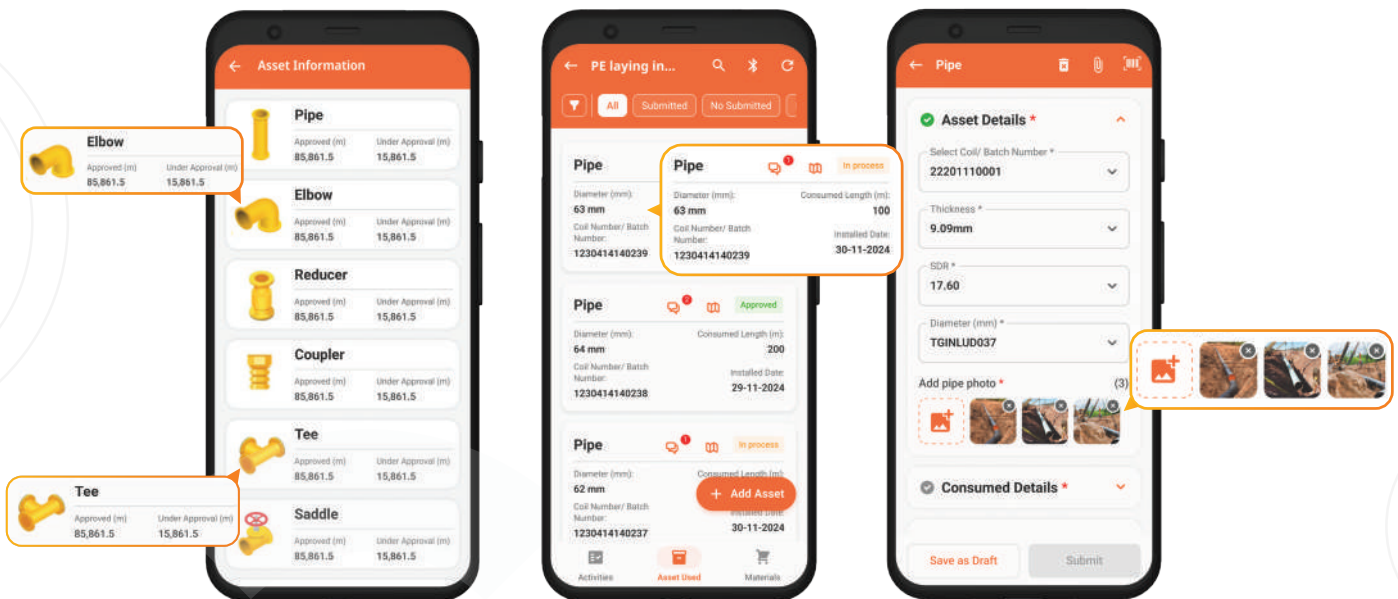 Asset Information
Pipe
Approved (m) Under Approval (m)
85,861.5 15,861.5
Elbow
Approved (m) Under Approval (m)
85,861.5 15,861.5
Elbow
Approved (m) Under Approval (m)
85,861.5 15,861.5
Reducer
Approved (m) Under Approval (m)
85,861.5 15,861.5
Coupler
Approved (m) Under Approval (m)
85,861.5 15,861.5
Tee
Approved (m) Under Approval (m)
85,861.5 15,861.5
Tee
Approved (m) Under Approval (m)
85,861.5 15,861.5
Saddle
Approved (m) Under Approval (m)
85,861.5 15,861.5
PE laying in...
All Submitted No Submitted
Pipe
Diameter (mm):
63 mm
Coil Number/ Batch
Number:
1230414140239
Pipe 1 In process
Diameter (mm): Consumed Length (m):
63 mm 100
Coil Number/ Batch
Number: Installed Date:
1230414140239 30-11-2024
Pipe 2 Approved
Diameter (mm): Consumed Length (m):
64 mm 200
Coil Number/ Batch
Number: Installed Date:
1230414140238 29-11-2024
Pipe 1 In process
Diameter (mm): Consumed Length (m):
62 mm
+ Add Asset
Coil Number/ Batch
Number: Installed Date:
1230414140237 30-11-2024
Activities Asset Used Materials
Pipe
Asset Details *
Select Coil/ Batch Number *
22201110001
Thickness *
9.09mm
SDR *
17.60
Diameter (mm) *
TGINLUD037
Add pipe photo * (3)
Consumed Details *
Save as Draft Submit